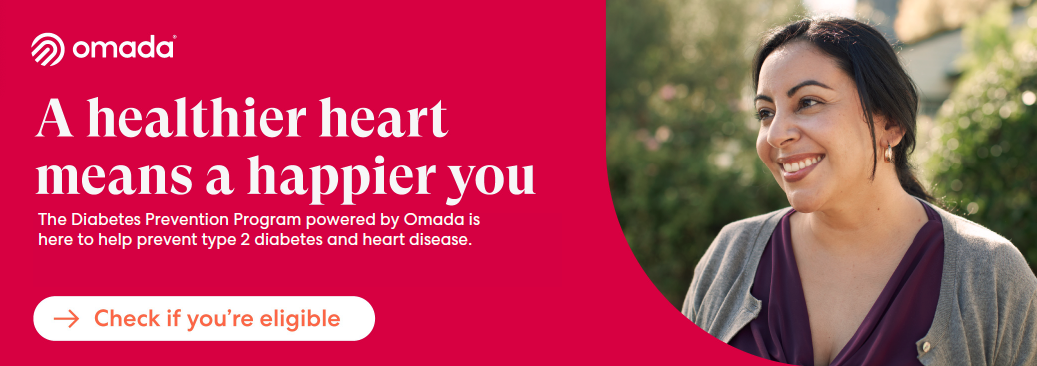 omada®
A healthier heart
means a happier you
The Diabetes Prevention Program powered by Omada is
here to help prevent type 2 diabetes and heart disease.
→ Check if you’re eligible